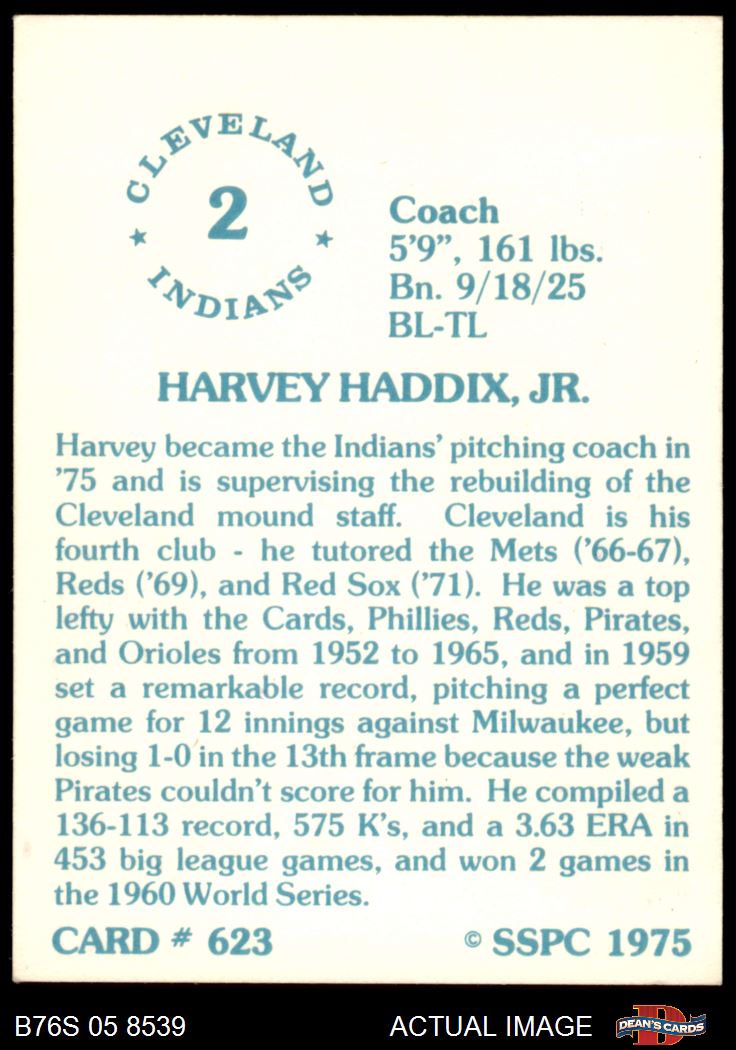 CLEVELAND
2
INDIANS
Coach
5'9", 161 lbs.
Bn. 9/18/25
BL-TL
HARVEY HADDIX, JR.
Harvey became the Indians' pitching coach in
'75 and is supervising the rebuilding of the
Cleveland mound staff. Cleveland is his
fourth club - he tutored the Mets ('66-67),
Reds ('69), and Red Sox ('71). He was a top
lefty with the Cards, Phillies, Reds, Pirates,
and Orioles from 1952 to 1965, and in 1959
set a remarkable record, pitching a perfect
game for 12 innings against Milwaukee, but
losing 1-0 in the 13th frame because the weak
Pirates couldn't score for him. He compiled a
136-113 record, 575 K's, and a 3.63 ERA in
453 big league games, and won 2 games in
the 1960 World Series.
CARD # 623 © SSPC 1975
B76S 05 8539 ACTUAL IMAGE D DEAN'S CARDS